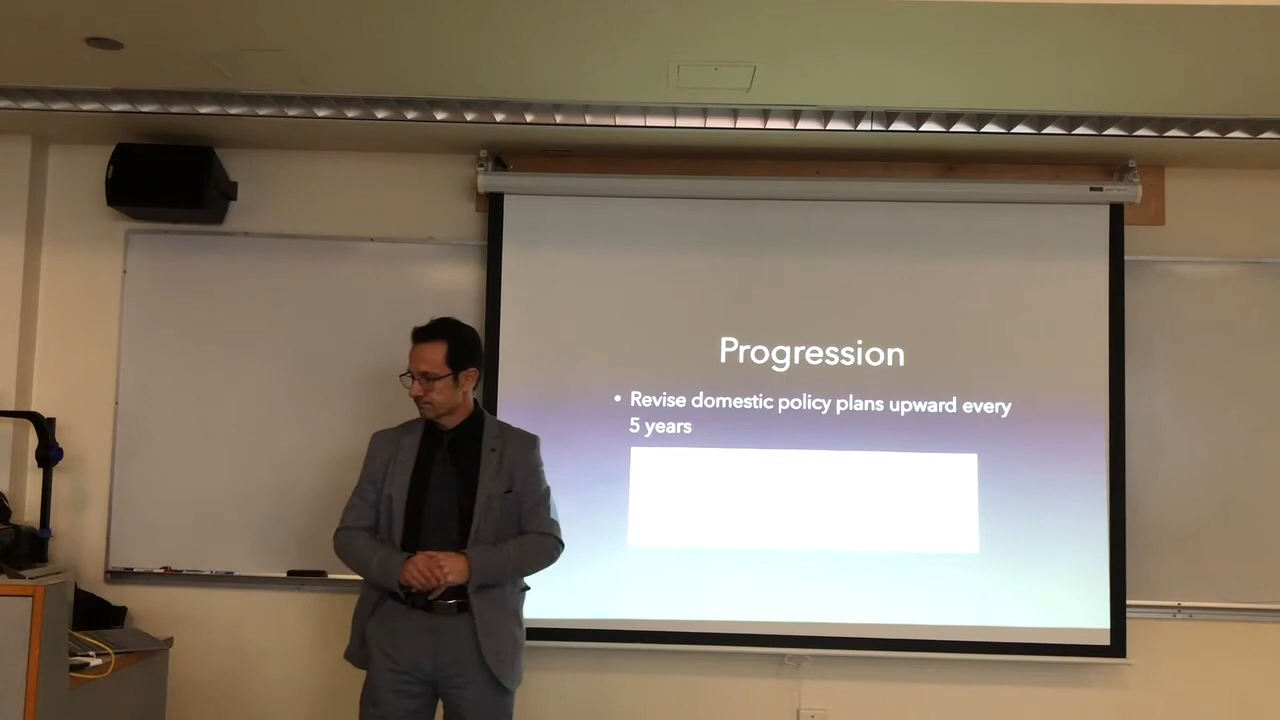 Progression
• Revise domestic policy plans upward every
5 years